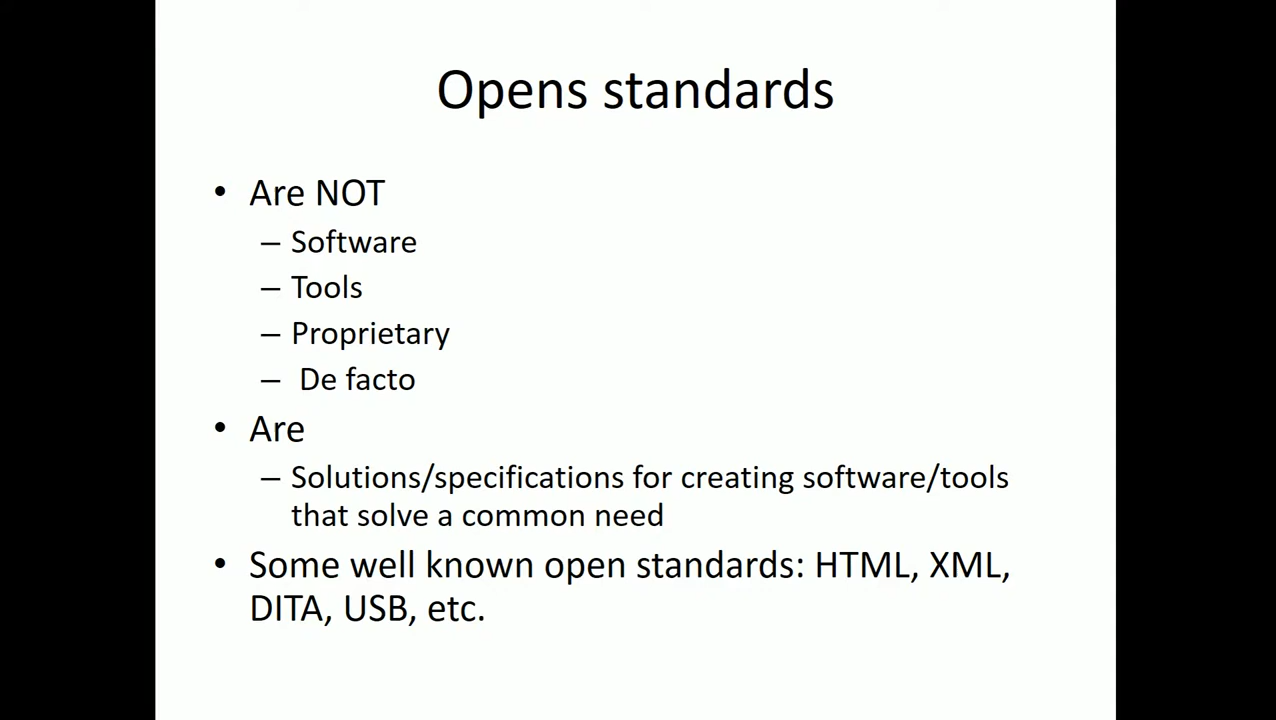 Opens standards
• Are NOT
– Software
– Tools
– Proprietary
– De facto
• Are
– Solutions/specifications for creating software/tools
that solve a common need
• Some well known open standards: HTML, XML,
DITA, USB, etc.